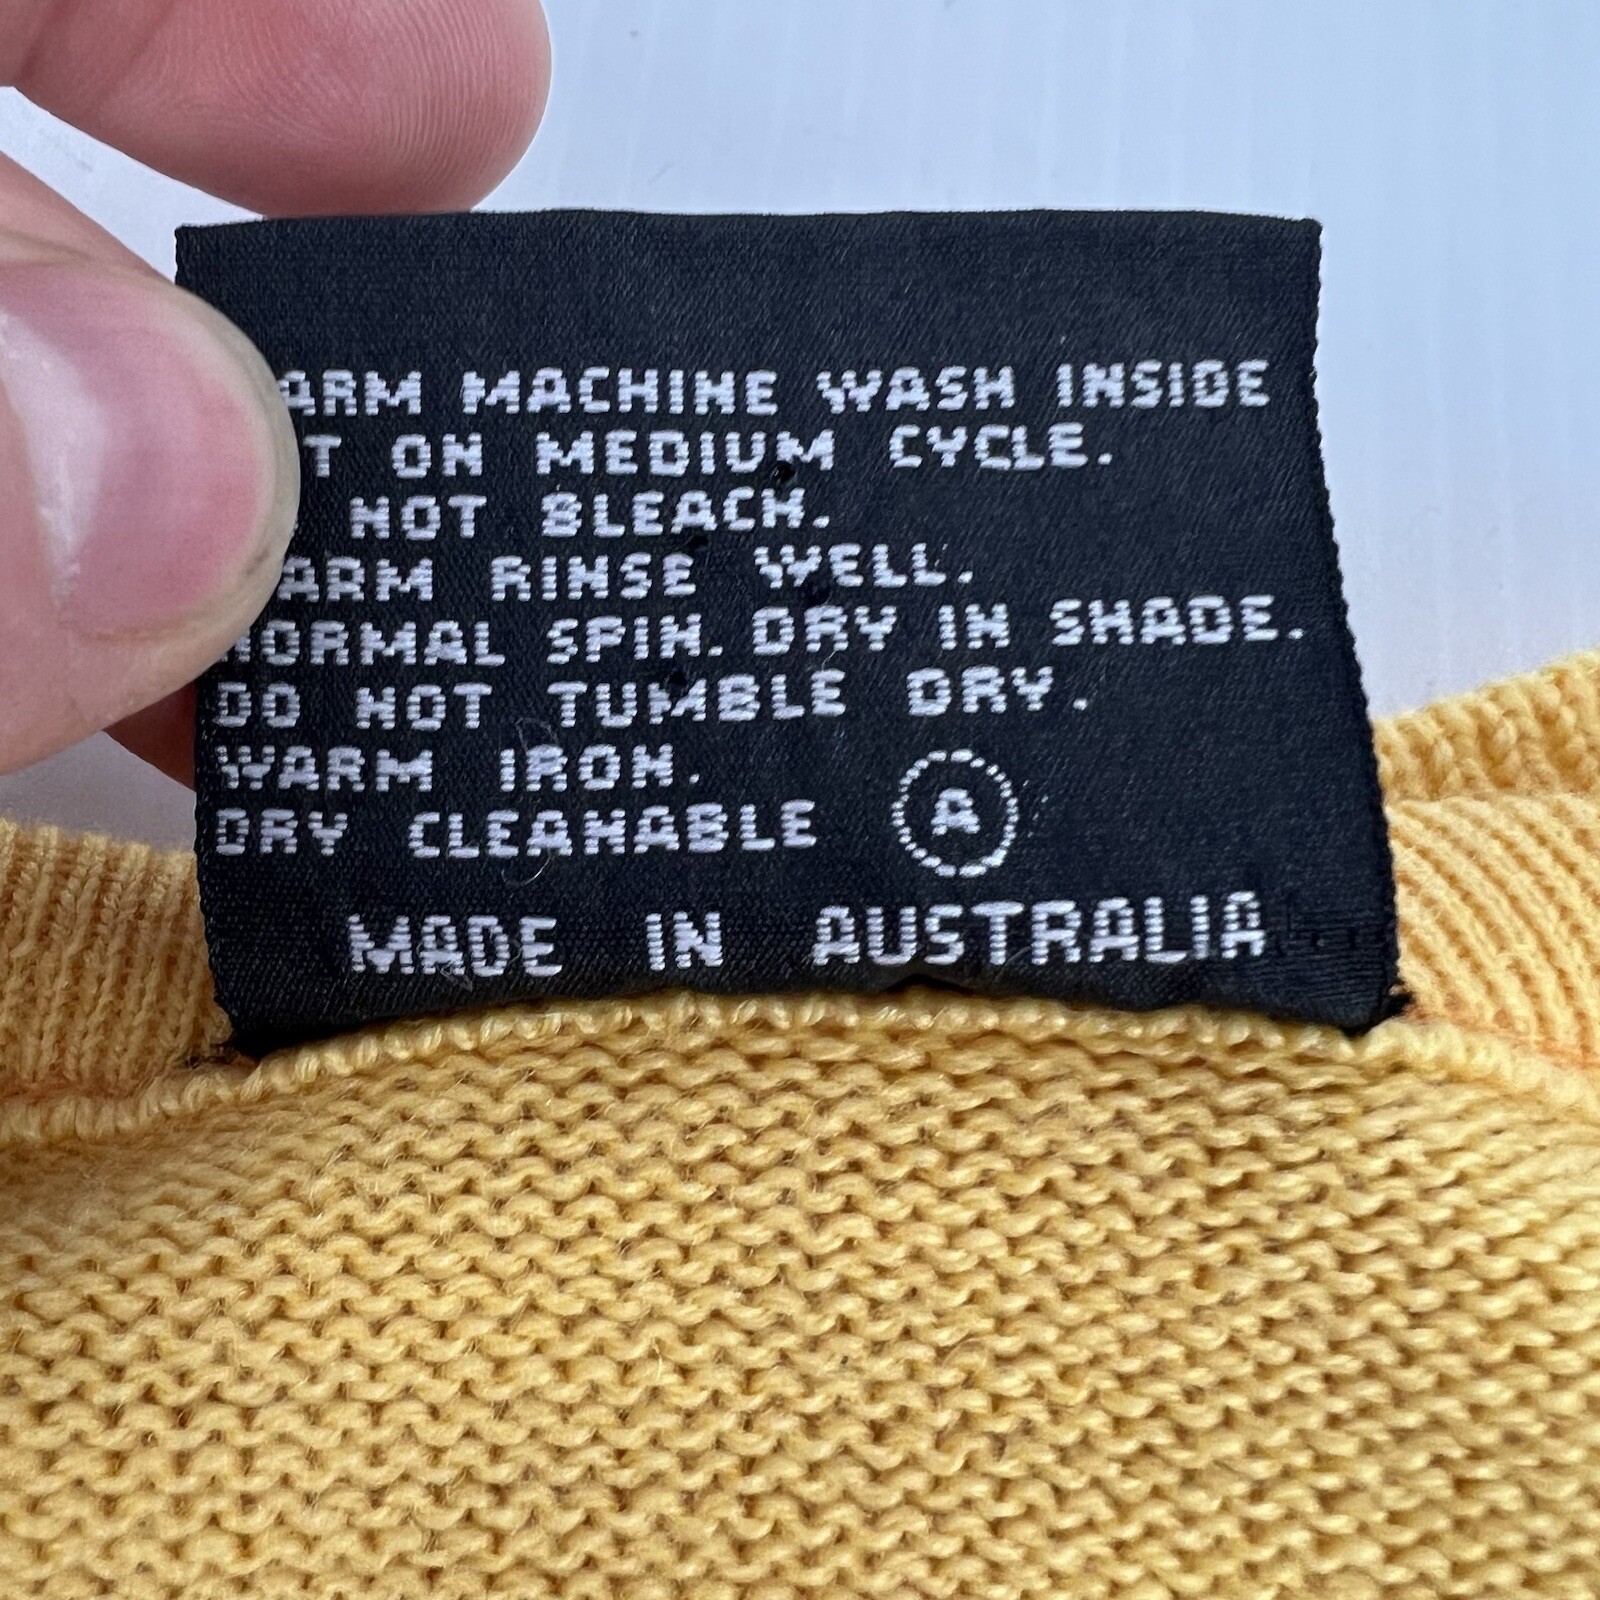 ARM MACHINE WASH INSIDE
T ON MEDIUM CYCLE.
NOT BLEACH.
ARM RINSE WELL.
NORMAL SPIN. DRY IN SHADE.
DO NOT TUMBLE DRY.
WARM IRON.
DRY CLEANABLE A
MADE IN AUSTRALIA